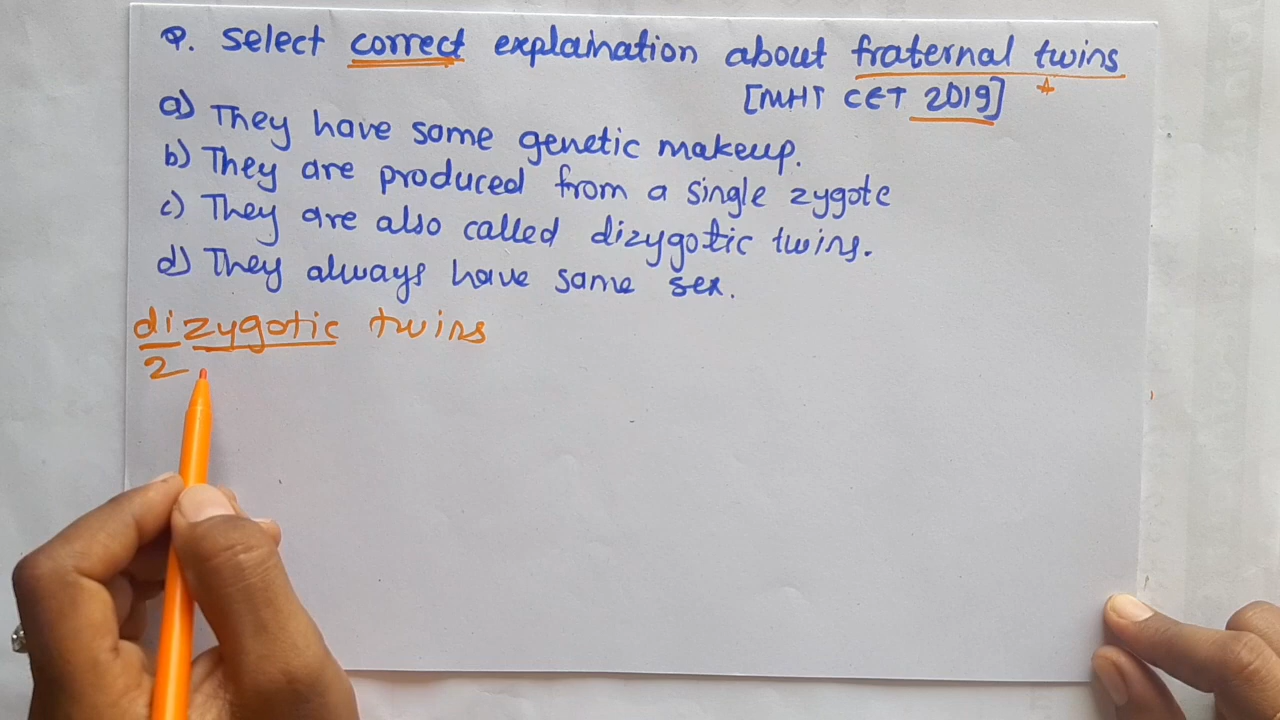 Q. Select correct explaination about fraternal twins
[MHT CET 2019]
a) They have same genetic makeup.
b) They are produced from a single zygote
c) They are also called dizygotic twins.
d) They always have same sex.
dizygotic twins
2